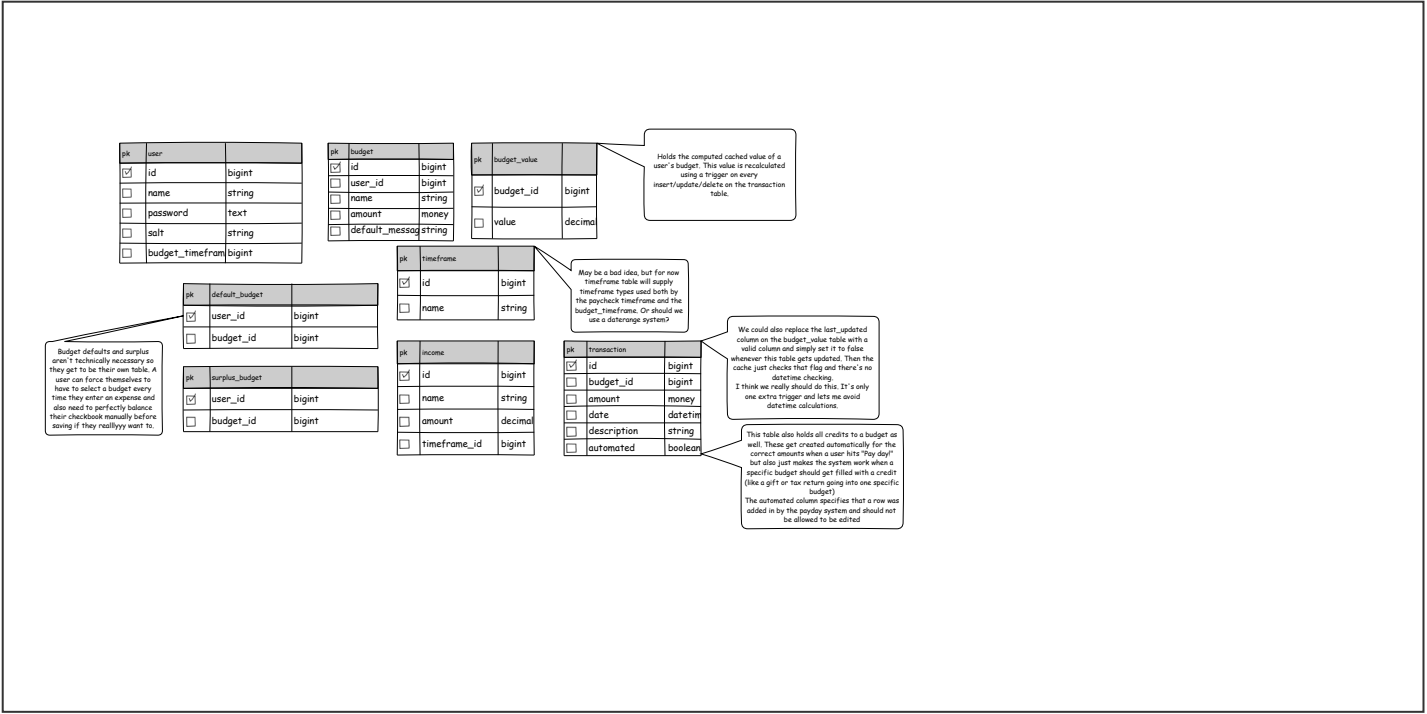 pk user
id bigint
name string
password text
salt string
budget_timefram bigint
pk budget
id bigint
user_id bigint
name string
amount money
default_messag string
pk budget_value
budget_id bigint
value decimal
Holds the computed cached value of a
user's budget. This value is recalculated
using a trigger on every
insert/update/delete on the transaction
table.
pk timeframe
id bigint
name string
May be a bad idea, but for now
timeframe table will supply
timeframe types used both by
the paycheck timeframe and the
budget_timeframe. Or should we
use a daterange system?
pk default_budget
user_id bigint
budget_id bigint
Budget defaults and surplus
aren't technically necessary so
they get to be their own table. A
user can force themselves to
have to select a budget every
time they enter an expense and
also need to perfectly balance
their checkbook manually before
saving if they reallyyy want to.
pk surplus_budget
user_id bigint
budget_id bigint
pk income
id bigint
name string
amount decimal
timeframe_id bigint
pk transaction
id bigint
budget_id bigint
amount money
date datetim
description string
automated boolean
We could also replace the last_updated
column on the budget_value table with a
valid column and simply set it to false
whenever this table gets updated. Then the
cache just checks that flag and there's no
datetime checking.
I think we really should do this. It's only
one extra trigger and lets me avoid
datetime calculations.
This table also holds all credits to a budget as
well. These get created automatically for the
correct amounts when a user hits "Pay day!"
but also just makes the system work when a
specific budget should get filled with a credit
(like a gift or tax return going into one specific
budget)
The automated column specifies that a row was
added in by the payday system and should not
be allowed to be edited